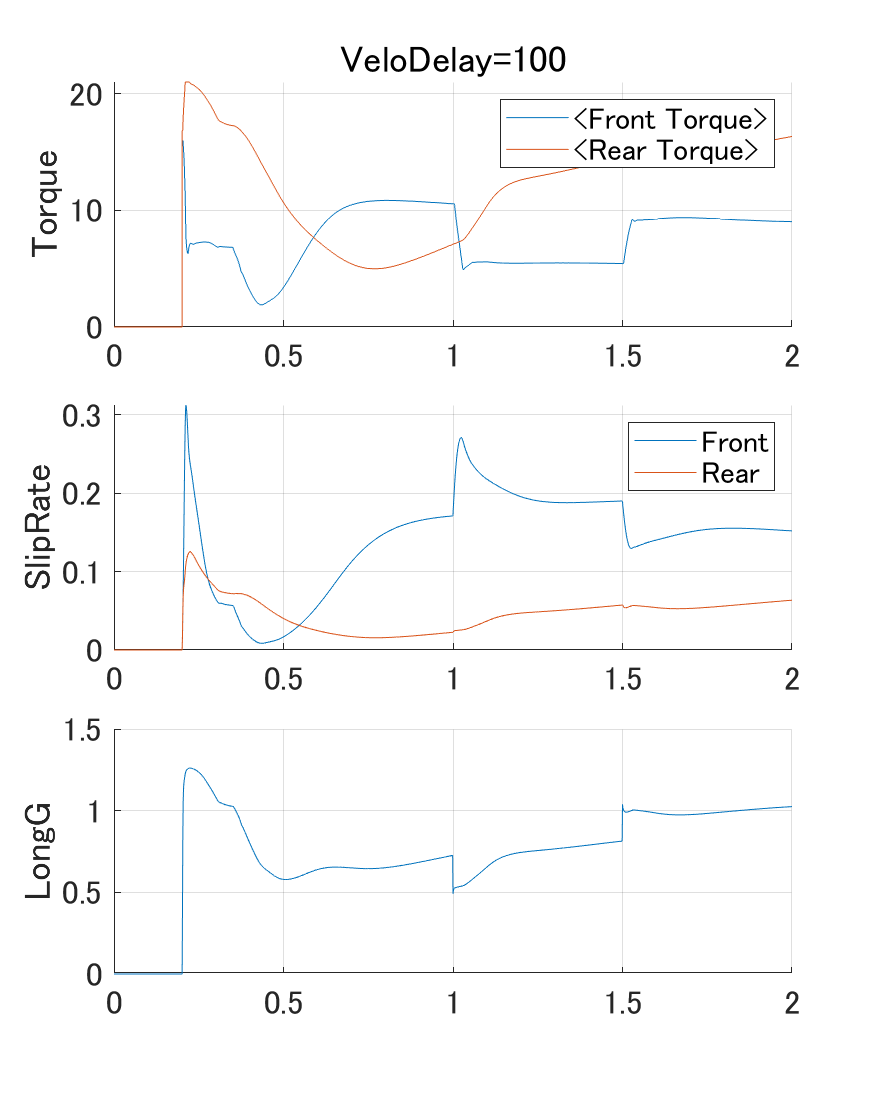 VeloDelay=100
Torque
20
10
0
0 0.5 1 1.5 2
<Front Torque>
<Rear Torque>
SlipRate
0.3
0.2
0.1
0
0 0.5 1 1.5 2
Front
Rear
LongG
1.5
1
0.5
0
0 0.5 1 1.5 2